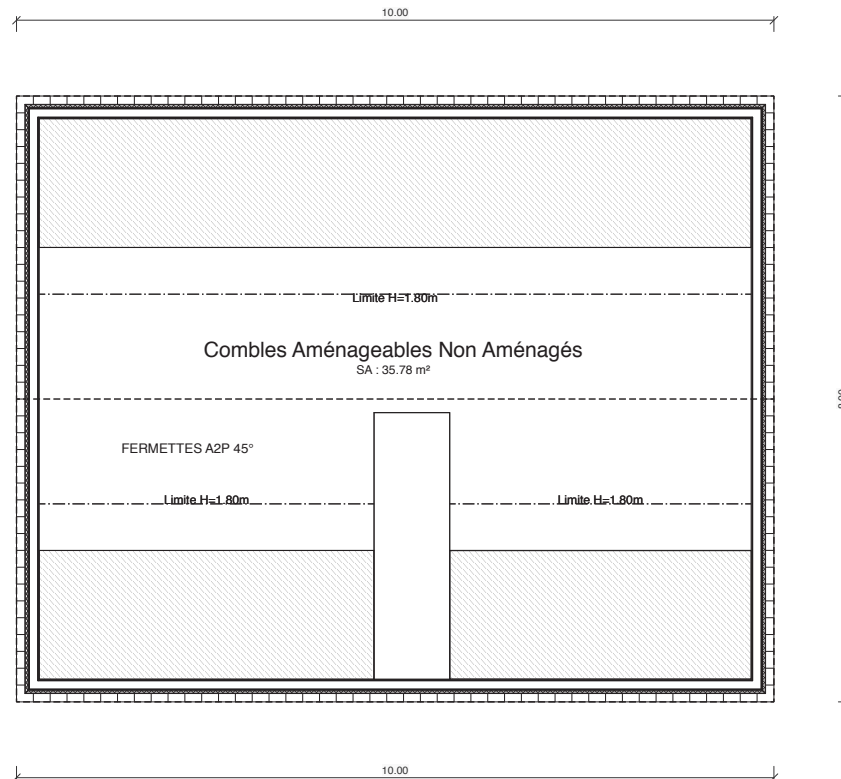 10.00
Limite H=1.80m
Combles Aménageables Non Aménagés
SA : 35.78 m²
FERMETTES A2P 45°
Limite H=1.80m
Limite H=1.80m
10.00